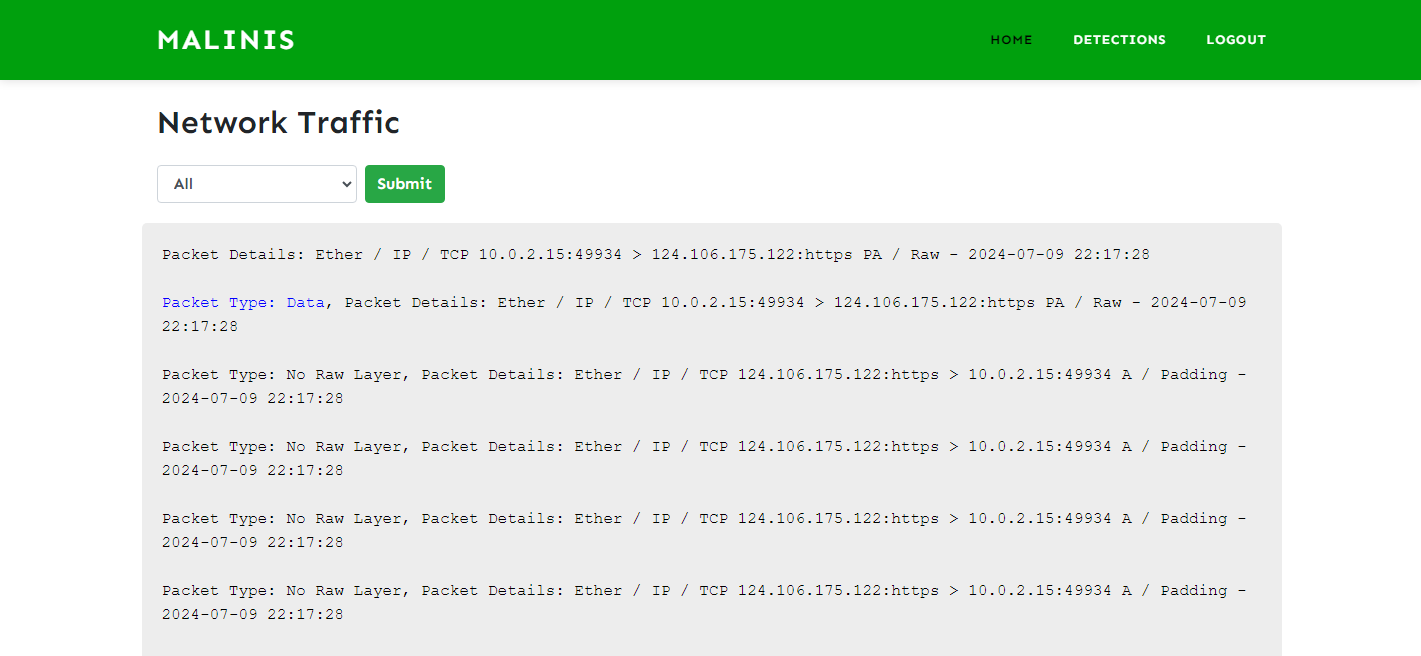 MALINIS
HOME
DETECTIONS
LOGOUT
Network Traffic
All
Submit
Packet Details: Ether / IP / TCP 10.0.2.15:49934 > 124.106.175.122:https PA / Raw - 2024-07-09 22:17:28
Packet Type: Data, Packet Details: Ether / IP / TCP 10.0.2.15:49934 > 124.106.175.122:https PA / Raw - 2024-07-09
22:17:28
Packet Type: No Raw Layer, Packet Details: Ether / IP / TCP 124.106.175.122:https > 10.0.2.15:49934 A / Padding -
2024-07-09 22:17:28
Packet Type: No Raw Layer, Packet Details: Ether / IP / TCP 124.106.175.122:https > 10.0.2.15:49934 A / Padding -
2024-07-09 22:17:28
Packet Type: No Raw Layer, Packet Details: Ether / IP / TCP 124.106.175.122:https > 10.0.2.15:49934 A / Padding -
2024-07-09 22:17:28
Packet Type: No Raw Layer, Packet Details: Ether / IP / TCP 124.106.175.122:https > 10.0.2.15:49934 A / Padding -
2024-07-09 22:17:28